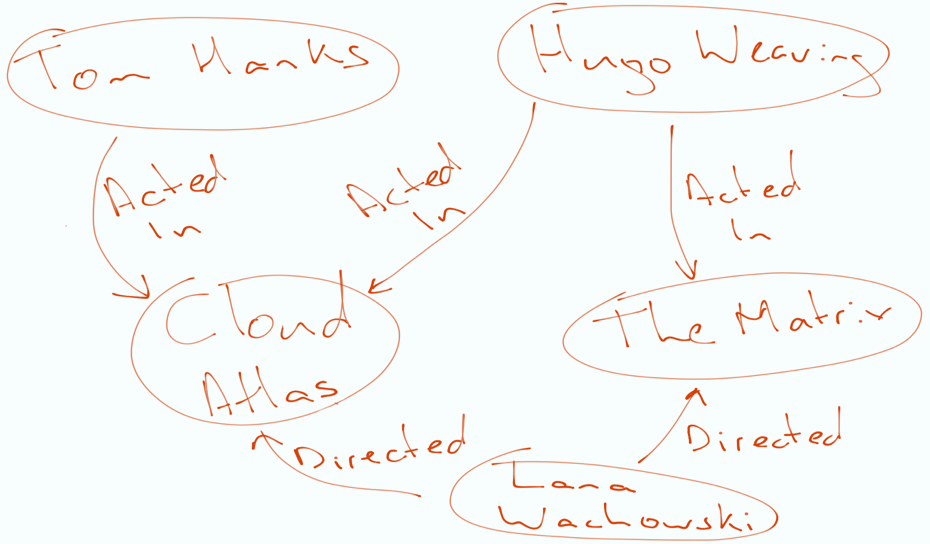 Tom Hanks
Hugo Weaving
Acted
In
Acted
In
Acted
In
Cloud
Atlas
The Matrix
Directed
Directed
Lana
Wachowski